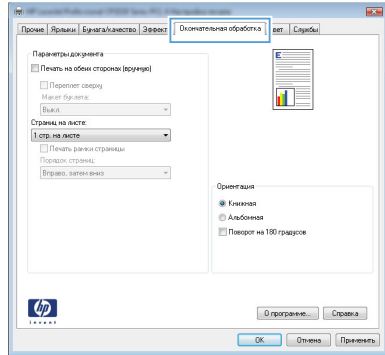 Прочие
Ярлыки
Бумага/качество
Эффект
Окончательная обработка
вет
Службы
Параметры документа
Печать на обеих сторонах (вручную)
Переплет сверху
Макет буклета:
Выкл.
Страниц на листе:
1 стр. на листе
Печать рамки страницы
Порядок страниц:
Вправо, затем вниз
E
Ориентация
Книжная
Альбомная
Поворот на 180 градусов
hp
invent
О программе...
Справка
OK
Отмена
Применить